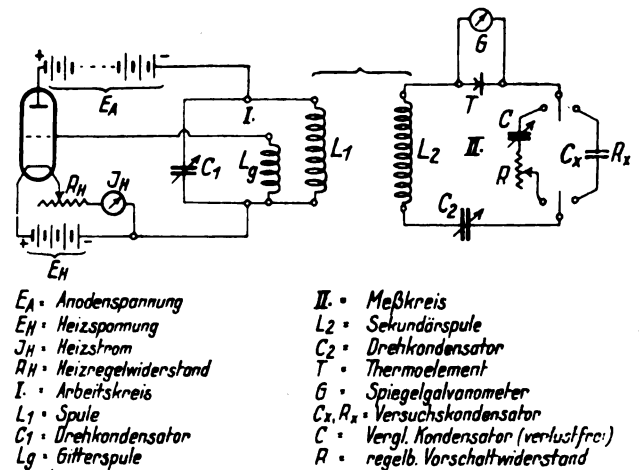 + -
E_A
I.
C_1
L_g
L_1
R_H
J_H
+ -
E_H
G
T
L_2
II.
C
R
C_x
R_x
C_2
E_A = Anodenspannung
E_H = Heizspannung
J_H = Heizstrom
R_H = Heizregelwiderstand
I. = Arbeitskreis
L_1 = Spule
C_1 = Drehkondensator
L_g = Gitterspule
II. = Meßkreis
L_2 = Sekundärspule
C_2 = Drehkondensator
T = Thermoelement
G = Spiegelgalvanometer
C_x, R_x = Versuchskondensator
C = Vergl. Kondensator (verlustfrei)
R = regelb. Vorschaltwiderstand